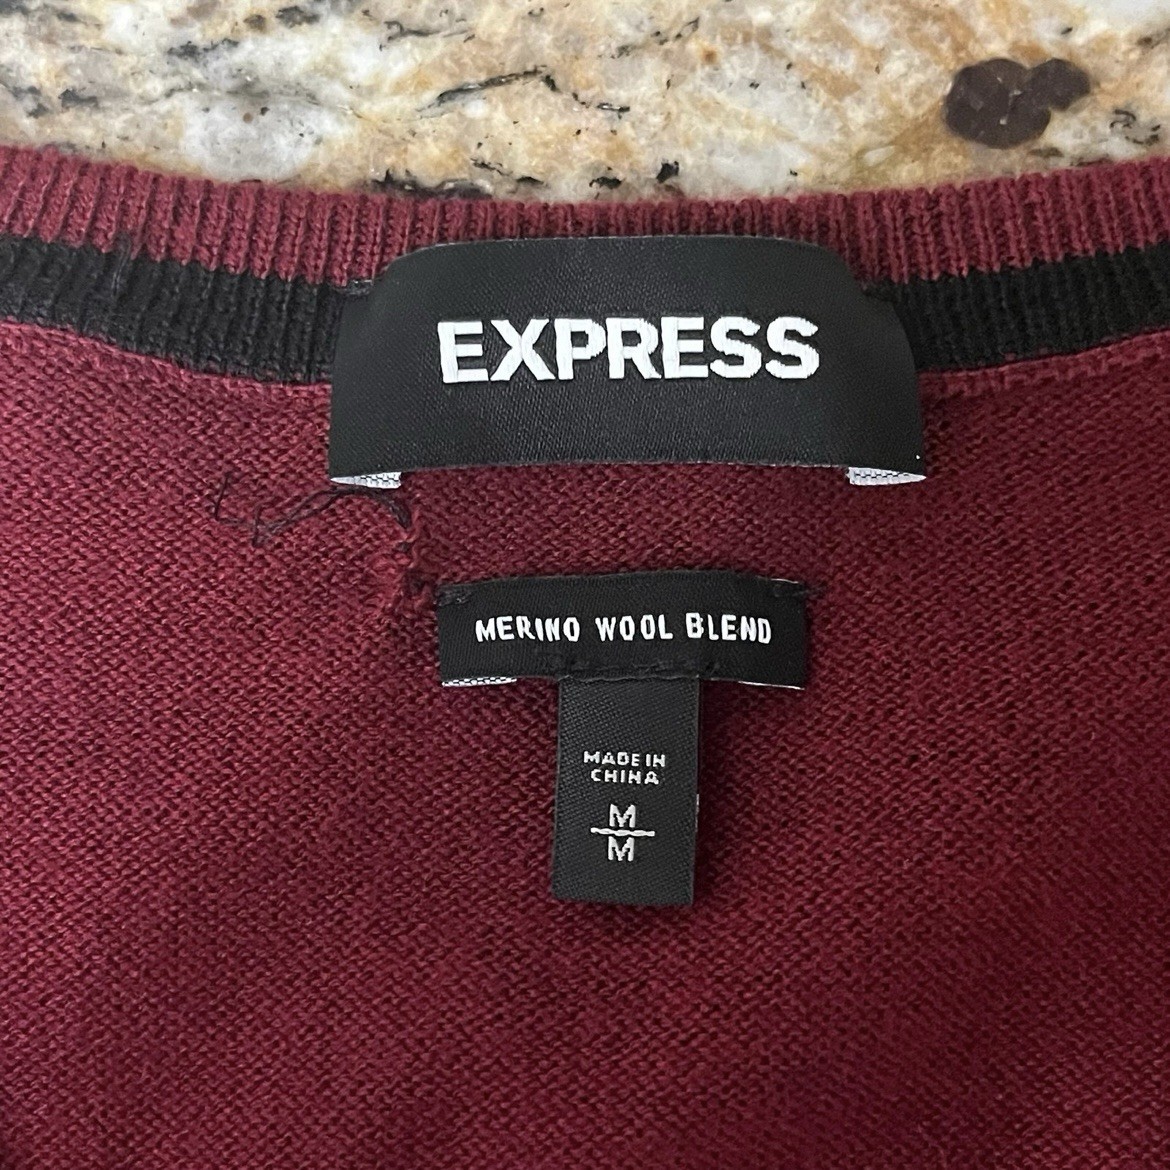 EXPRESS
MERINO WOOL BLEND
MADE IN
CHINA
M
M